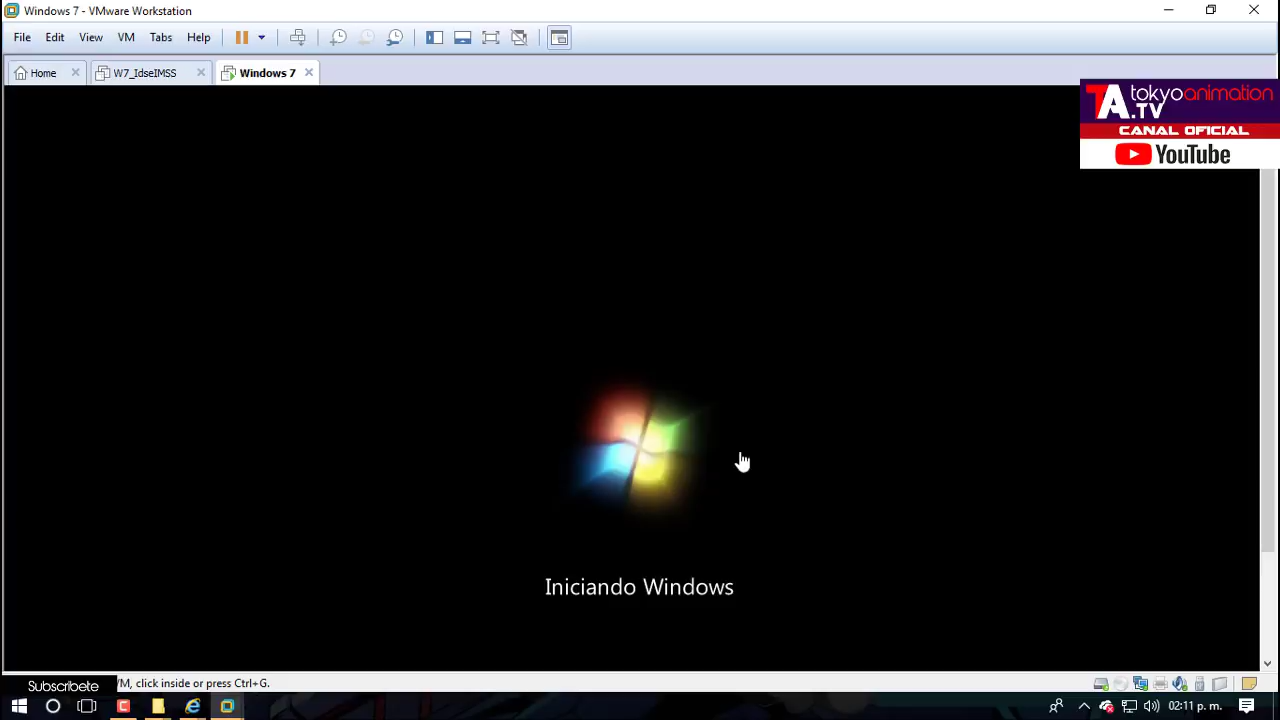 Windows 7 - VMware Workstation
File Edit View VM Tabs Help
Home W7_IdseIMSS Windows 7
tokyoanimation
TA.TV
CANAL OFICIAL
YouTube
Iniciando Windows
Subscribete /M, click inside or press Ctrl+G.
02:11 p. m.